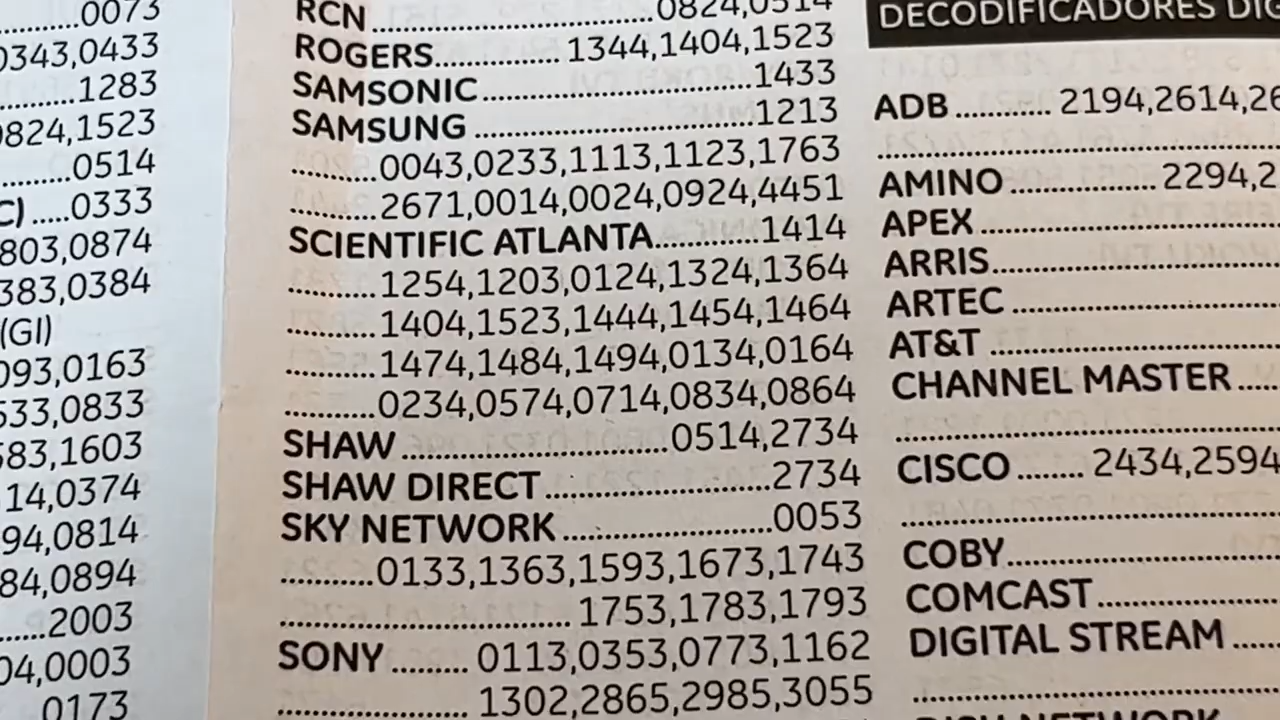 0073
0343,0433
1283
0824,1523
0514
C).....0333
803,0874
383,0384
(GI)
093,0163
533,0833
583,1603
14,0374
94,0814
84,0894
2003
04,0003
0173
RCN..............................0824,0514
ROGERS..............1344,1404,1523
SAMSONIC..............................1433
SAMSUNG..............................1213
..........0043,0233,1113,1123,1763
..........2671,0014,0024,0924,4451
SCIENTIFIC ATLANTA............1414
..........1254,1203,0124,1324,1364
..........1404,1523,1444,1454,1464
..........1474,1484,1494,0134,0164
..........0234,0574,0714,0834,0864
SHAW..............................0514,2734
SHAW DIRECT..........................2734
SKY NETWORK........................0053
..........0133,1363,1593,1673,1743
..............................1753,1783,1793
SONY.........0113,0353,0773,1162
....................1302,2865,2985,3055
DECODIFICADORES DIG
ADB...........2194,2614,26
AMINO................2294,2
APEX
ARRIS
ARTEC
AT&T
CHANNEL MASTER
CISCO........2434,2594
COBY
COMCAST
DIGITAL STREAM
DISH NETWORK